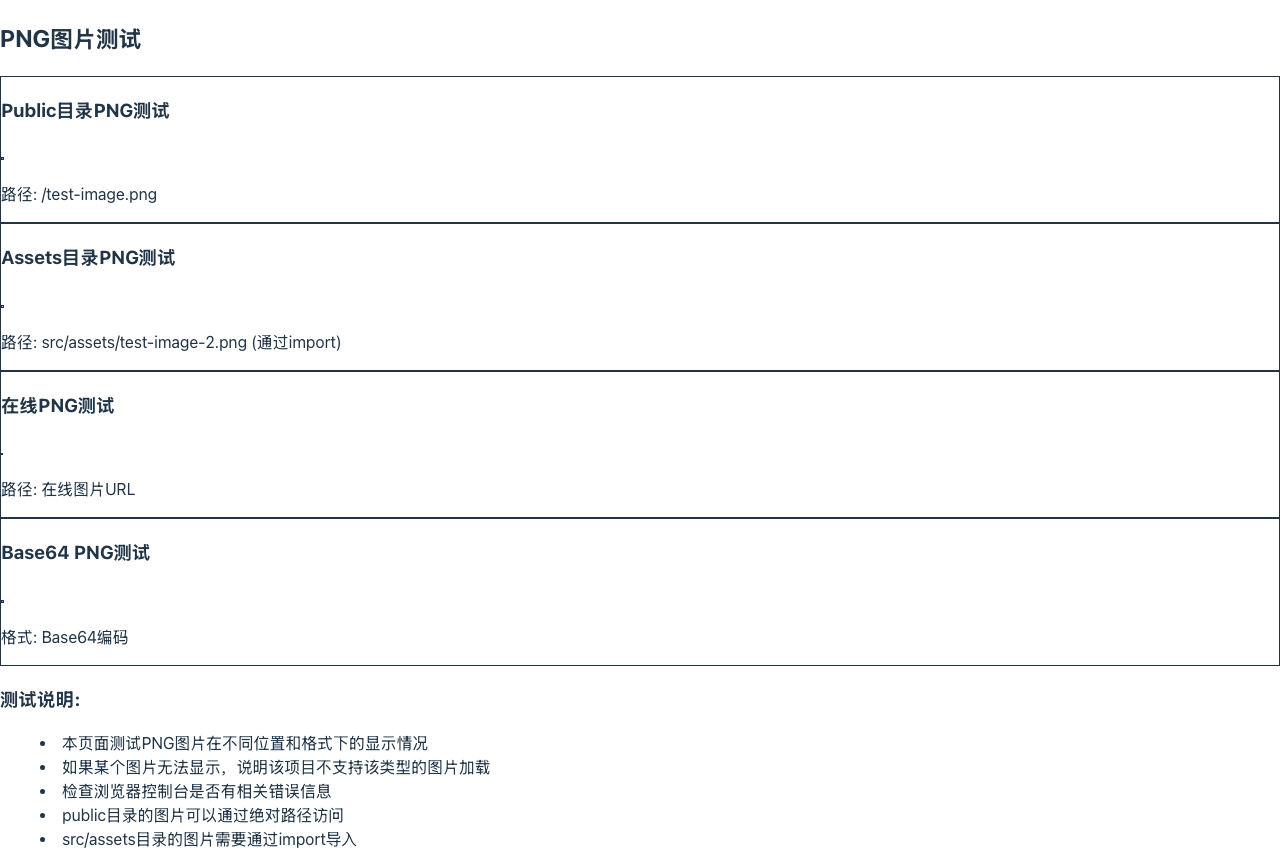 PNG图片测试
Public目录PNG测试
路径: /test-image.png
Assets目录PNG测试
路径: src/assets/test-image-2.png (通过import)
在线PNG测试
路径: 在线图片URL
Base64 PNG测试
格式: Base64编码
测试说明:
• 本页面测试PNG图片在不同位置和格式下的显示情况
• 如果某个图片无法显示，说明该项目不支持该类型的图片加载
• 检查浏览器控制台是否有相关错误信息
• public目录的图片可以通过绝对路径访问
• src/assets目录的图片需要通过import导入